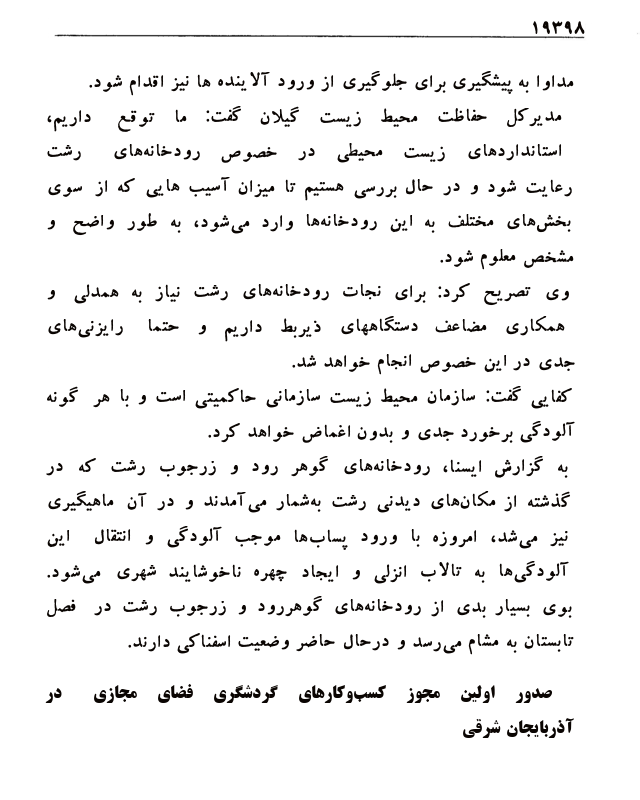 ۱۹۳۹۸
مداوا به پیشگیری برای جلوگیری از ورود آلاینده ها نیز اقدام شود.
مدیرکل حفاظت محیط زیست گیلان گفت: ما توقع داریم،
استانداردهای زیست محیطی در خصوص رودخانه‌های رشت
رعایت شود و در حال بررسی هستیم تا میزان آسیب هایی که از سوی
بخش‌های مختلف به این رودخانه‌ها وارد می‌شود، به طور واضح و
مشخص معلوم شود.
وی تصریح کرد: برای نجات رودخانه‌های رشت نیاز به همدلی و
همکاری مضاعف دستگاههای ذیربط داریم و حتما رایزنی‌های
جدی در این خصوص انجام خواهد شد.
کفایی گفت: سازمان محیط زیست سازمانی حاکمیتی است و با هر گونه
آلودگی برخورد جدی و بدون اغماض خواهد کرد.
به گزارش ایسنا، رودخانه‌های گوهر رود و زرجوب رشت که در
گذشته از مکان‌های دیدنی رشت به‌شمار می‌آمدند و در آن ماهیگیری
نیز می‌شد، امروزه با ورود پساب‌ها موجب آلودگی و انتقال این
آلودگی‌ها به تالاب انزلی و ایجاد چهره ناخوشایند شهری می‌شود.
بوی بسیار بدی از رودخانه‌های گوهررود و زرجوب رشت در فصل
تابستان به مشام می‌رسد و درحال حاضر وضعیت اسفناکی دارند.
صدور اولین مجوز کسب‌وکارهای گردشگری فضای مجازی در
آذربایجان شرقی